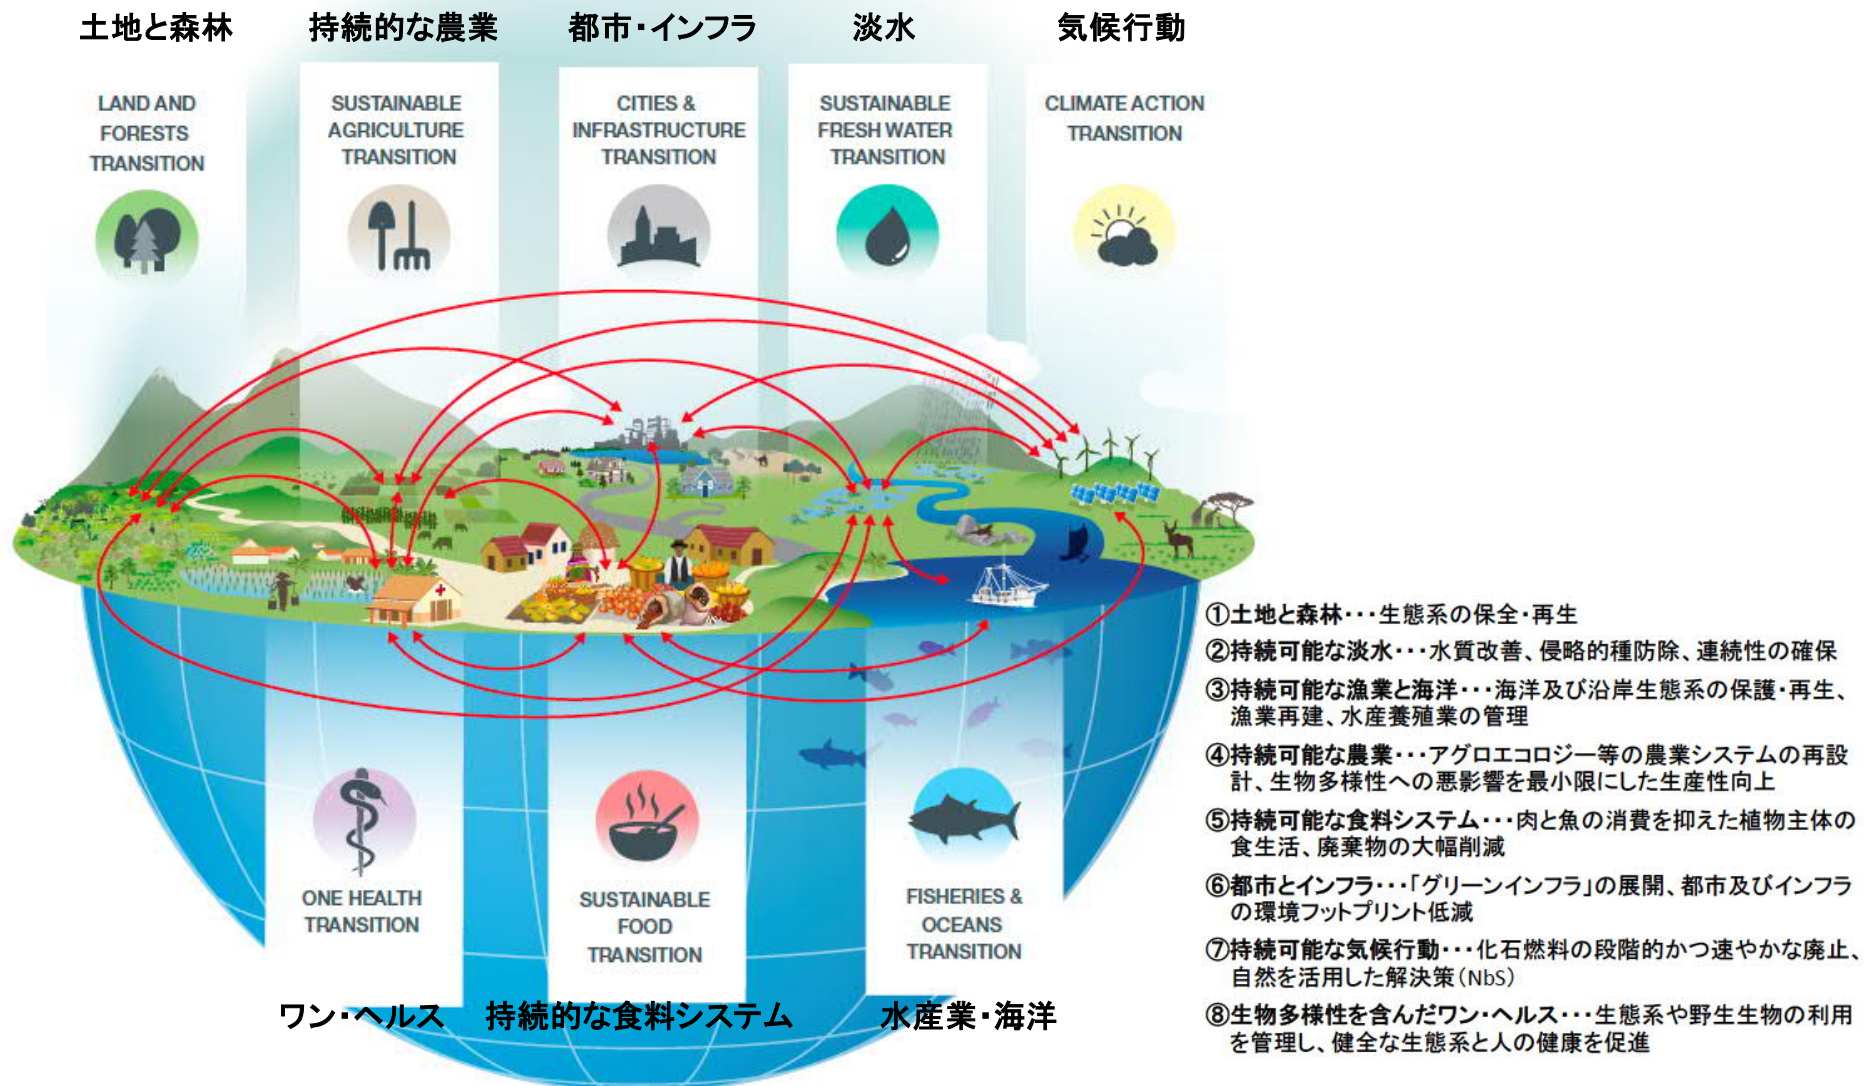 土地と森林
持続的な農業
都市・インフラ
淡水
気候行動
LAND AND
FORESTS
TRANSITION
SUSTAINABLE
AGRICULTURE
TRANSITION
CITIES &
INFRASTRUCTURE
TRANSITION
SUSTAINABLE
FRESH WATER
TRANSITION
CLIMATE ACTION
TRANSITION
ONE HEALTH
TRANSITION
SUSTAINABLE
FOOD
TRANSITION
FISHERIES &
OCEANS
TRANSITION
ワン・ヘルス
持続的な食料システム
水産業・海洋
①土地と森林・・・生態系の保全・再生
②持続可能な淡水・・・水質改善、侵略的種防除、連続性の確保
③持続可能な漁業と海洋・・・海洋及び沿岸生態系の保護・再生、
漁業再建、水産養殖業の管理
④持続可能な農業・・・アグロエコロジー等の農業システムの再設
計、生物多様性への悪影響を最小限にした生産性向上
⑤持続可能な食料システム・・・肉と魚の消費を抑えた植物主体の
食生活、廃棄物の大幅削減
⑥都市とインフラ・・・「グリーンインフラ」の展開、都市及びインフラ
の環境フットプリント低減
⑦持続可能な気候行動・・・化石燃料の段階的かつ速やかな廃止、
自然を活用した解決策（NbS）
⑧生物多様性を含んだワン・ヘルス・・・生態系や野生生物の利用
を管理し、健全な生態系と人の健康を促進